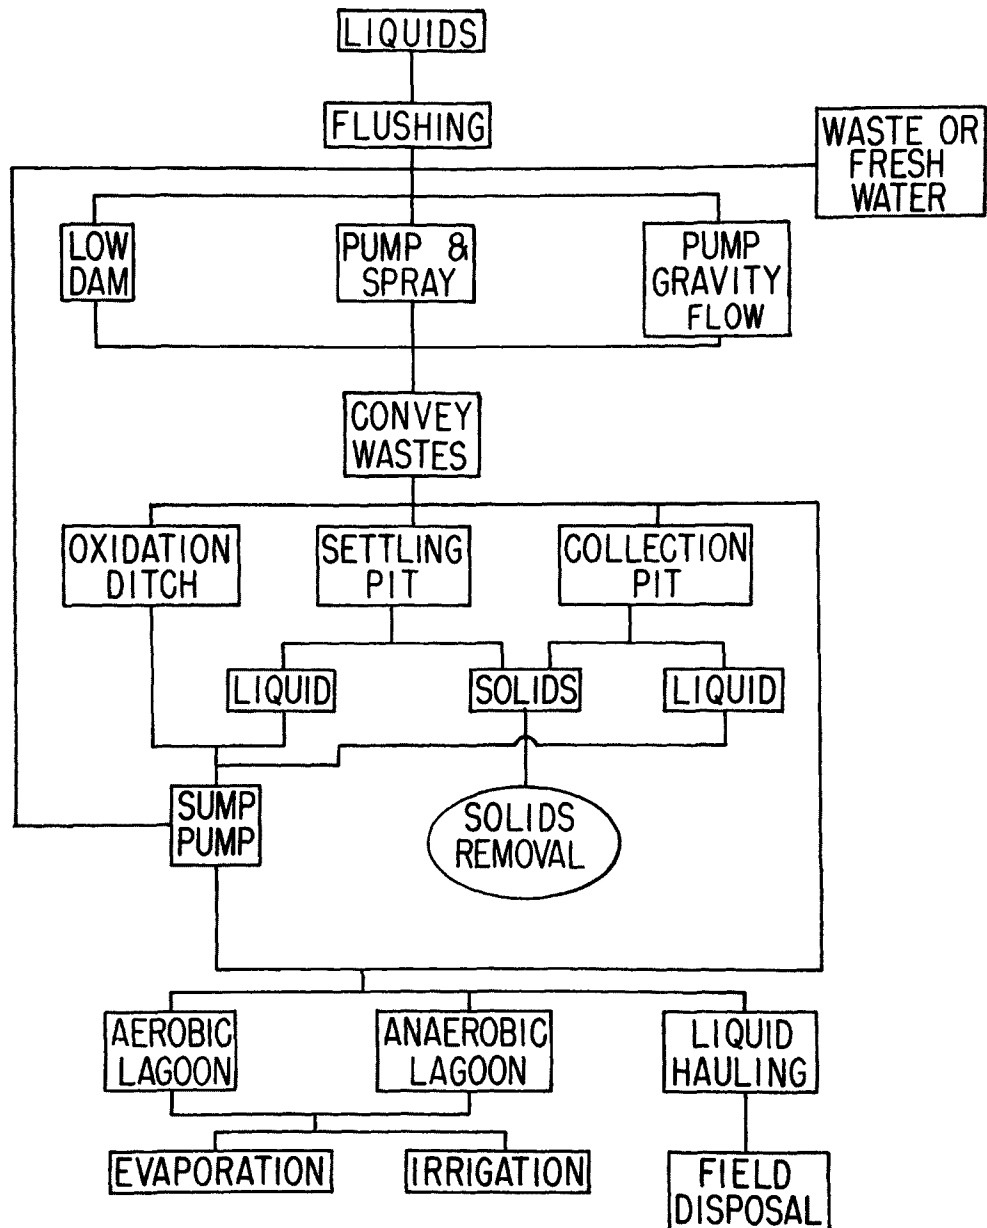 LIQUIDS
FLUSHING
WASTE OR
FRESH
WATER
LOW
DAM
PUMP &
SPRAY
PUMP
GRAVITY
FLOW
CONVEY
WASTES
OXIDATION
DITCH
SETTLING
PIT
COLLECTION
PIT
LIQUID
SOLIDS
LIQUID
SUMP
PUMP
SOLIDS
REMOVAL
AEROBIC
LAGOON
ANAEROBIC
LAGOON
LIQUID
HAULING
EVAPORATION
IRRIGATION
FIELD
DISPOSAL